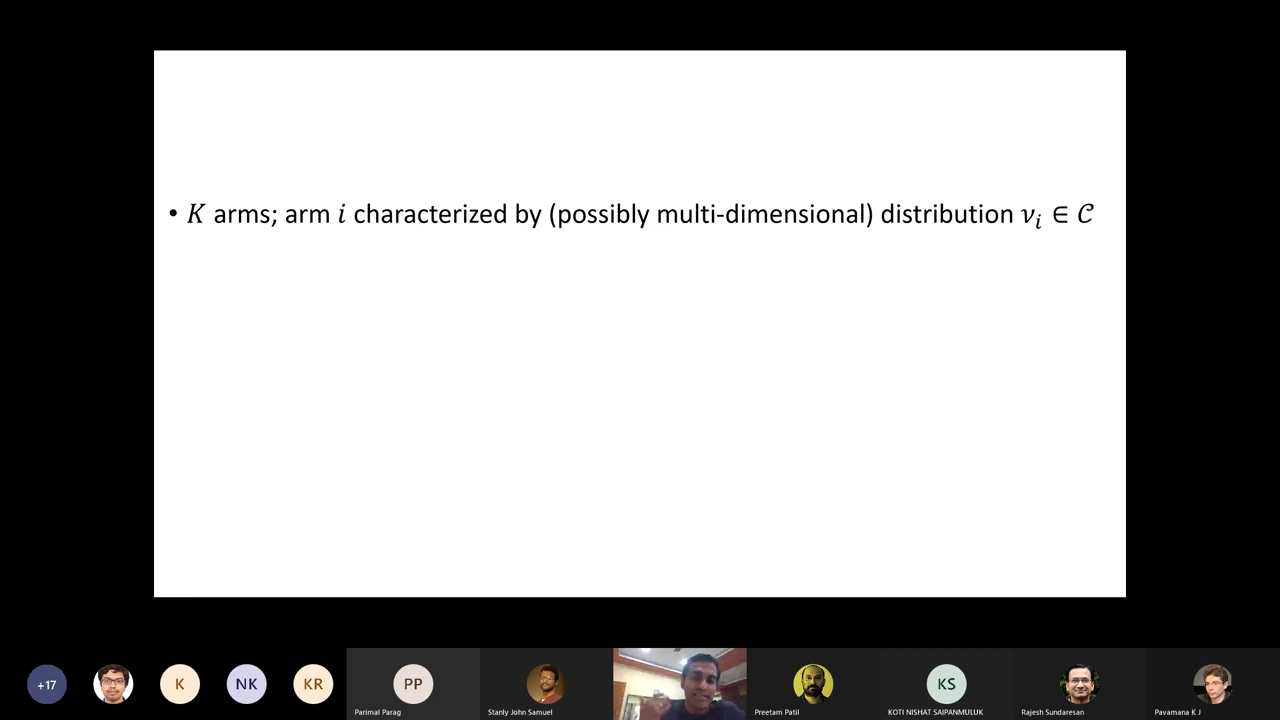 • K arms; arm i characterized by (possibly multi-dimensional) distribution ν_i ∈ 𝒞
+17
K
NK
KR
PP
KS
Parimal Parag
Stanly John Samuel
Preetam Patil
KOTI NISHAT SAIPANMULUK
Rajesh Sundaresan
Pavamana K J